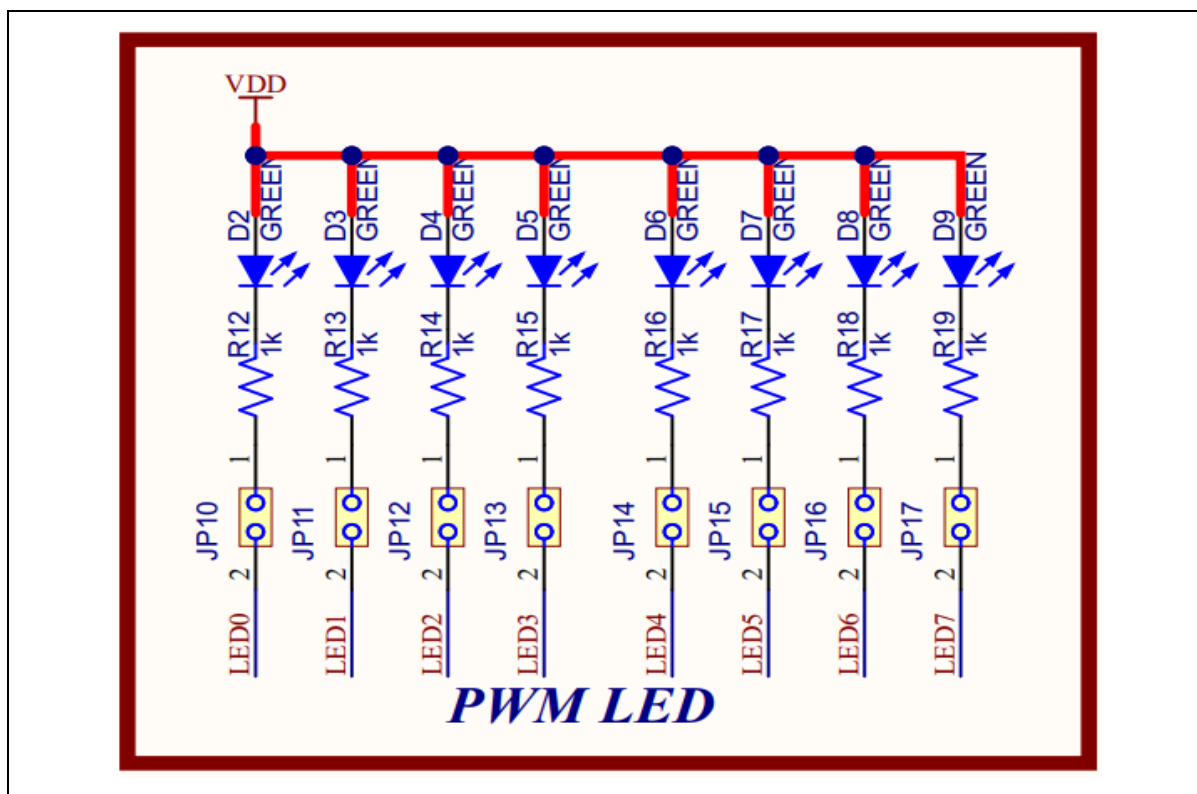 VDD
D2 GREEN D3 GREEN D4 GREEN D5 GREEN D6 GREEN D7 GREEN D8 GREEN D9 GREEN
R12 1k R13 1k R14 1k R15 1k R16 1k R17 1k R18 1k R19 1k
1 1 1 1 1 1 1 1
JP10 JP11 JP12 JP13 JP14 JP15 JP16 JP17
2 2 2 2 2 2 2 2
LED0 LED1 LED2 LED3 LED4 LED5 LED6 LED7
PWM LED